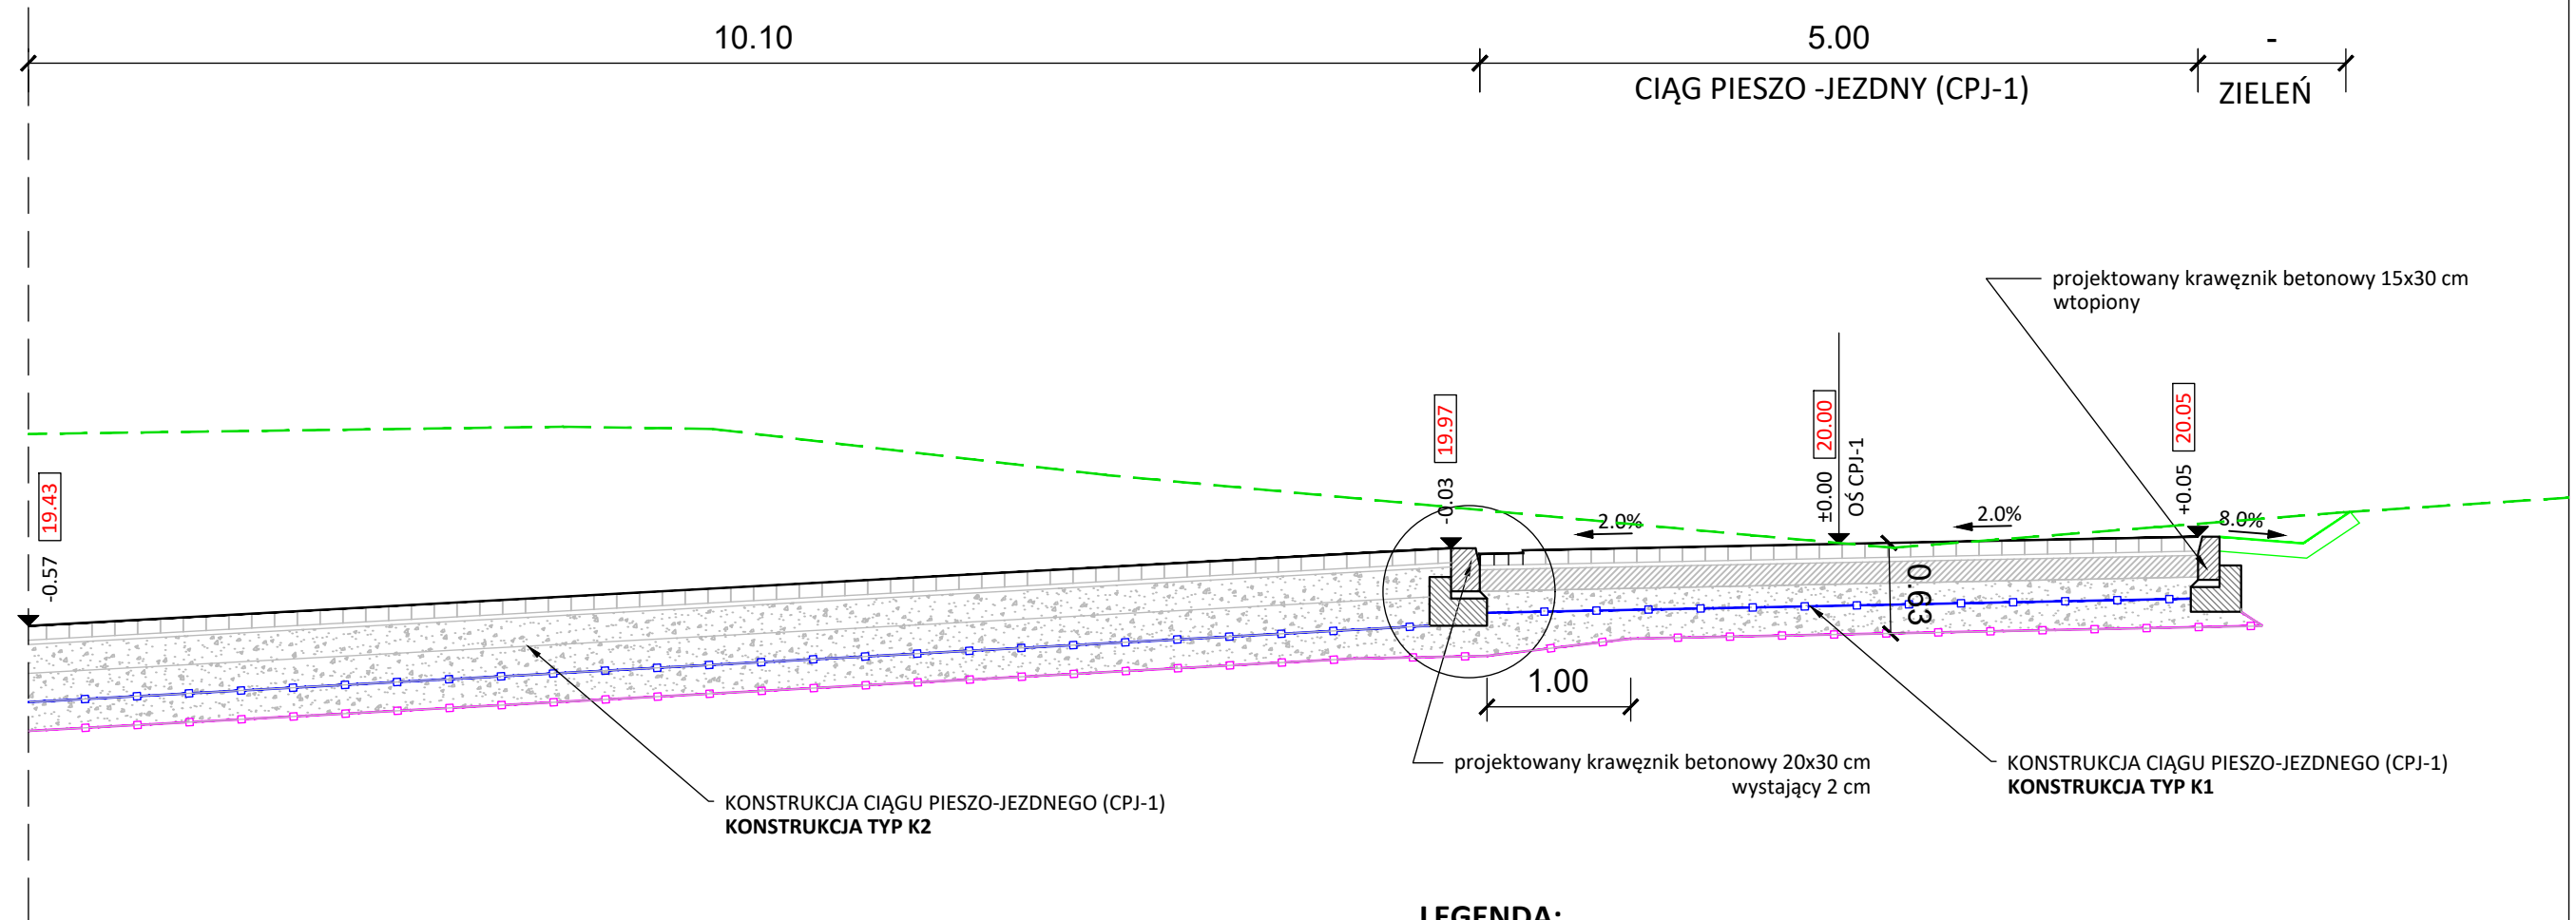 10.10
5.00
-
CIĄG PIESZO -JEZDNY (CPJ-1)
ZIELEŃ
projektowany krawęznik betonowy 15x30 cm
wtopiony
19.43
-0.57
19.97
-0.03
20.00
±0.00
OŚ CPJ-1
20.05
+0.05
2.0%
2.0%
8.0%
0.63
1.00
projektowany krawęznik betonowy 20x30 cm
wystający 2 cm
KONSTRUKCJA CIĄGU PIESZO-JEZDNEGO (CPJ-1)
KONSTRUKCJA TYP K1
KONSTRUKCJA CIĄGU PIESZO-JEZDNEGO (CPJ-1)
KONSTRUKCJA TYP K2
LEGENDA: